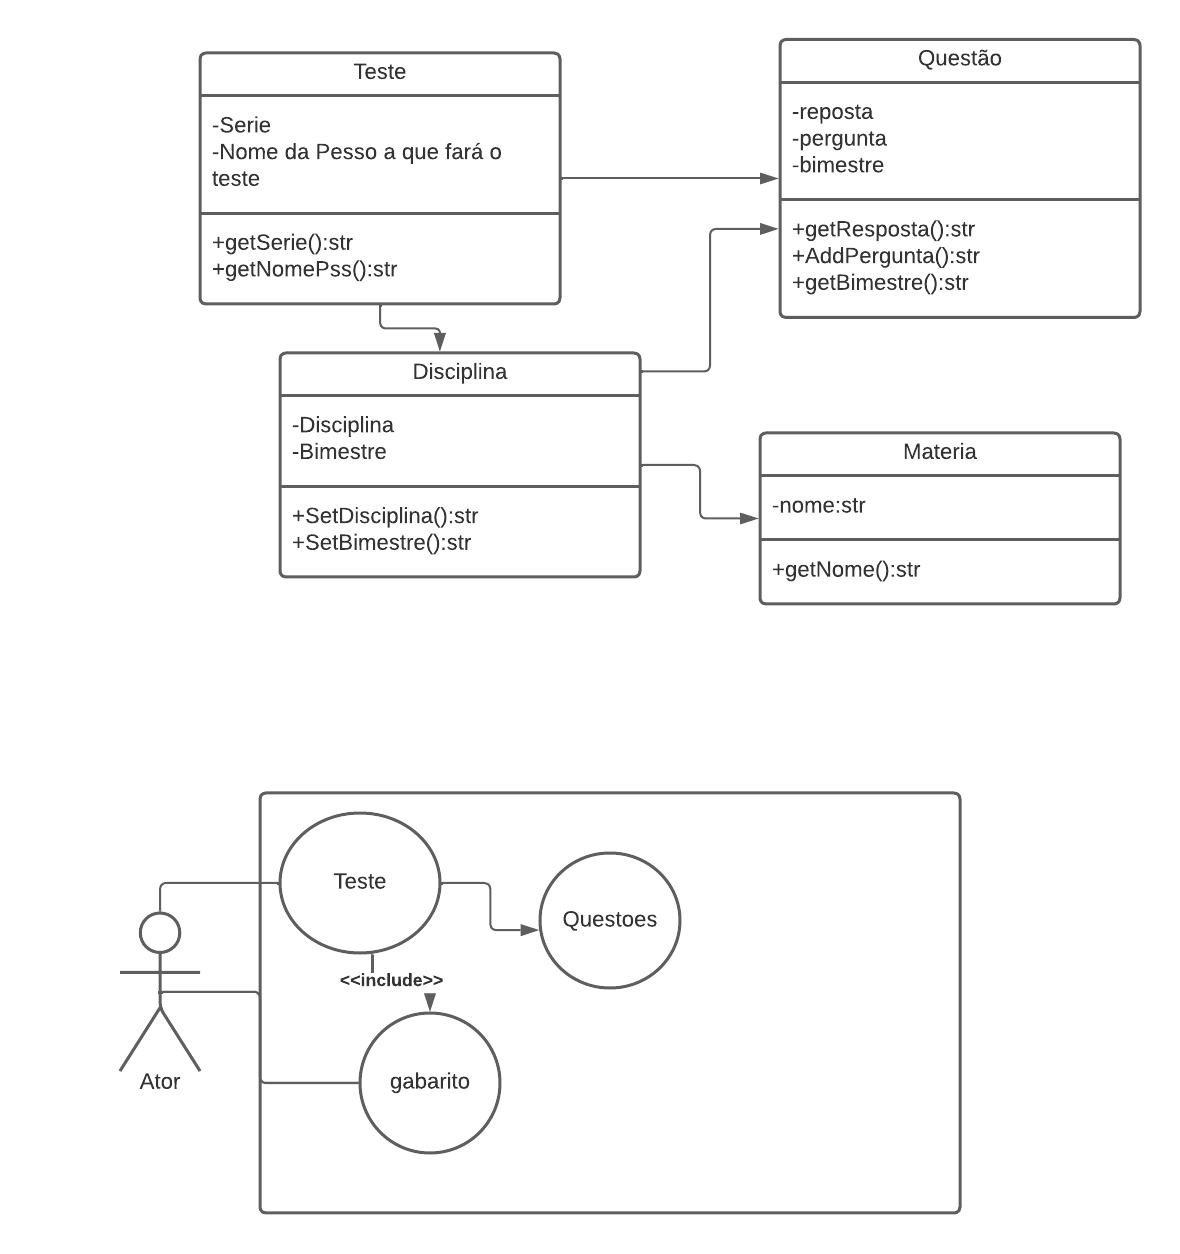 Teste
-Serie
-Nome da Pesso a que fará o
teste
+getSerie():str
+getNomePss():str
Questão
-reposta
-pergunta
-bimestre
+getResposta():str
+AddPergunta():str
+getBimestre():str
Disciplina
-Disciplina
-Bimestre
+SetDisciplina():str
+SetBimestre():str
Materia
-nome:str
+getNome():str
Teste
Questoes
<<include>>
gabarito
Ator